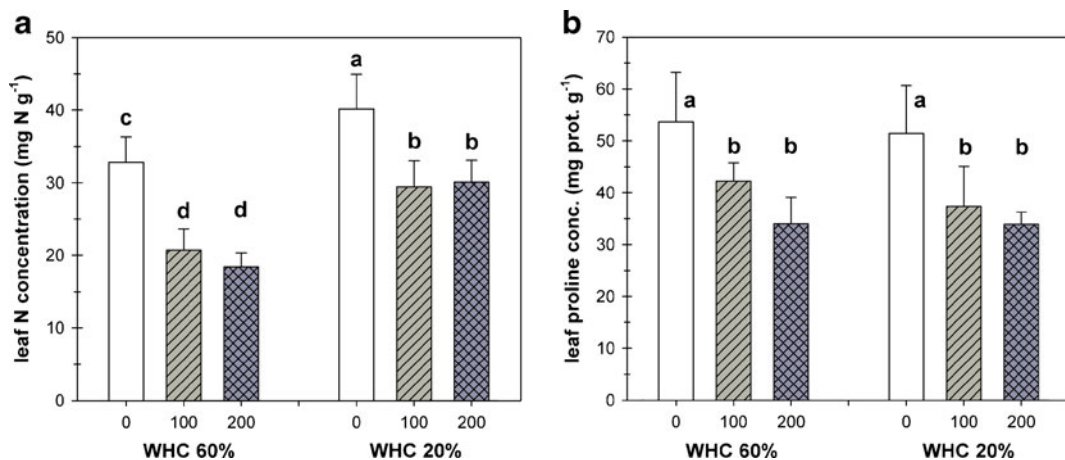 a
leaf N concentration (mg N g⁻¹)
50
40
30
20
10
0
c
d
d
a
b
b
0 100 200 0 100 200
WHC 60% WHC 20%
b
leaf proline conc. (mg prot. g⁻¹)
70
60
50
40
30
20
10
0
a
b
b
a
b
b
0 100 200 0 100 200
WHC 60% WHC 20%